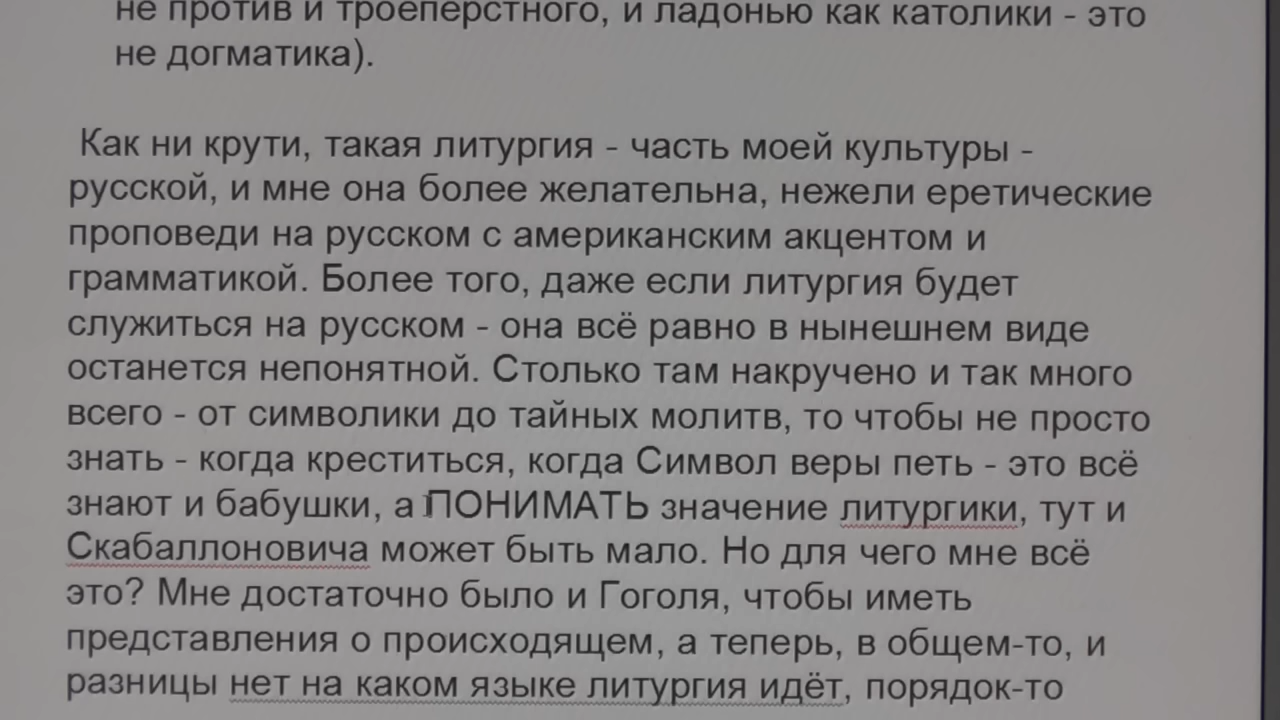 не против и троеперстного, и ладонью как католики - это
не догматика).
Как ни крути, такая литургия - часть моей культуры -
русской, и мне она более желательна, нежели еретические
проповеди на русском с американским акцентом и
грамматикой. Более того, даже если литургия будет
служиться на русском - она всё равно в нынешнем виде
останется непонятной. Столько там накручено и так много
всего - от символики до тайных молитв, то чтобы не просто
знать - когда креститься, когда Символ веры петь - это всё
знают и бабушки, а ПОНИМАТЬ значение литургики, тут и
Скабаллоновича может быть мало. Но для чего мне всё
это? Мне достаточно было и Гоголя, чтобы иметь
представления о происходящем, а теперь, в общем-то, и
разницы нет на каком языке литургия идёт, порядок-то